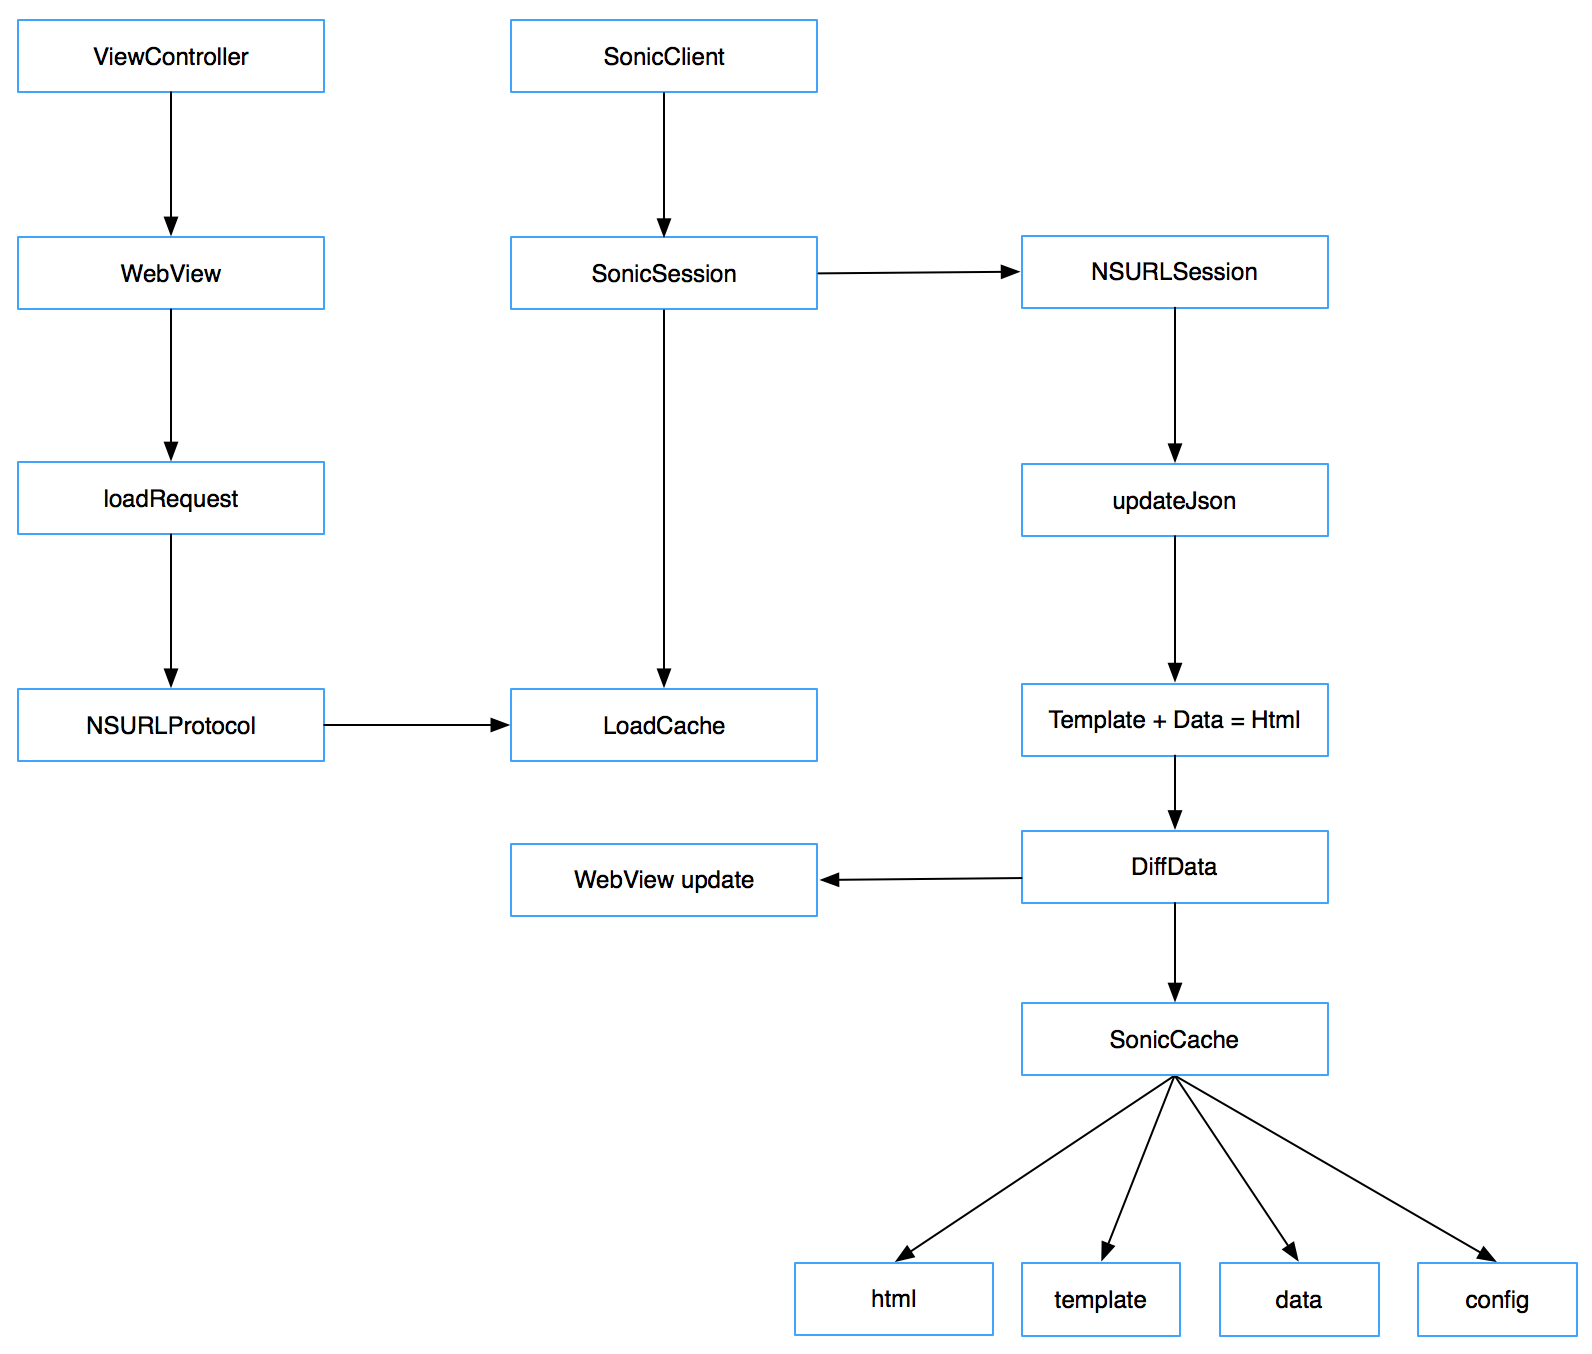 ViewController
SonicClient
WebView
SonicSession
NSURLSession
loadRequest
updateJson
NSURLProtocol
LoadCache
Template + Data = Html
WebView update
DiffData
SonicCache
html
template
data
config